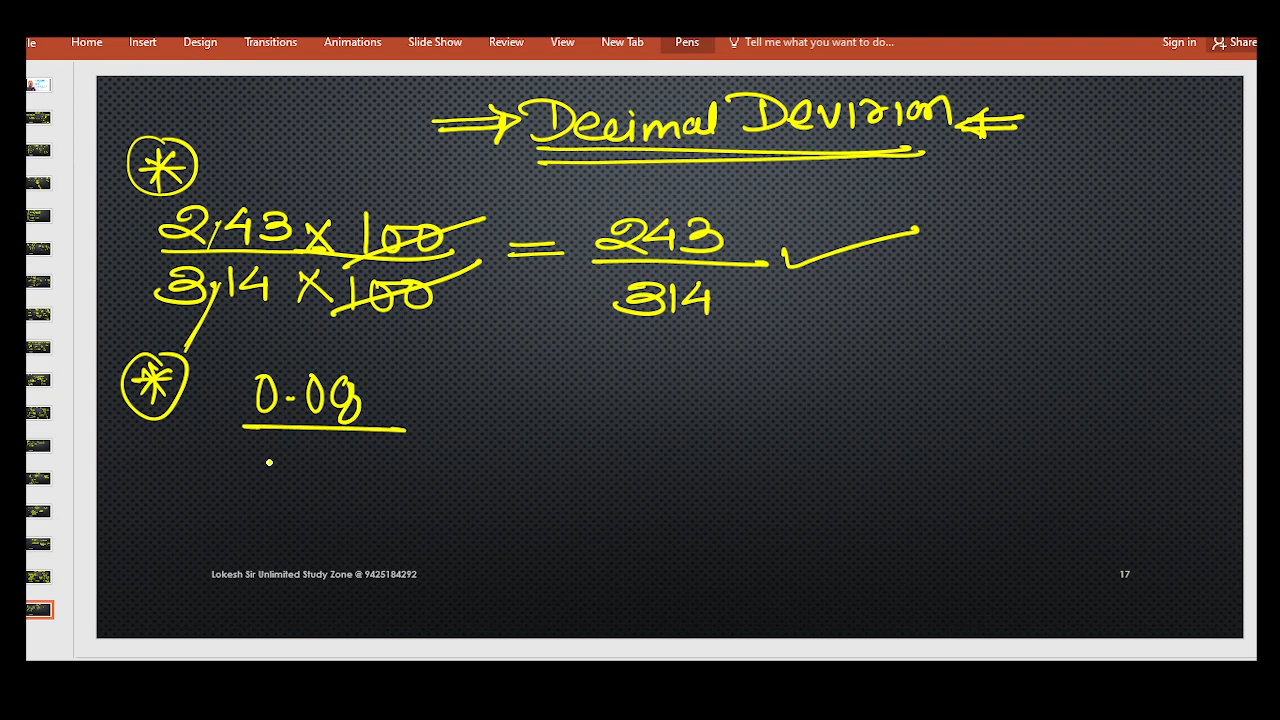 le Home Insert Design Transitions Animations Slide Show Review View New Tab Pens Tell me what you want to do... Sign in Share
⇒ Decimal Devision ⇐
*
2.43 × 100 = 243 ✓
3.14 × 100 314
*
0.08
Lokesh Sir Unlimited Study Zone @ 9425184292
17